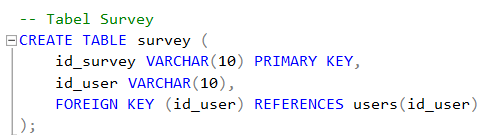 -- Tabel Survey
CREATE TABLE survey (
    id_survey VARCHAR(10) PRIMARY KEY,
    id_user VARCHAR(10),
    FOREIGN KEY (id_user) REFERENCES users(id_user)
);